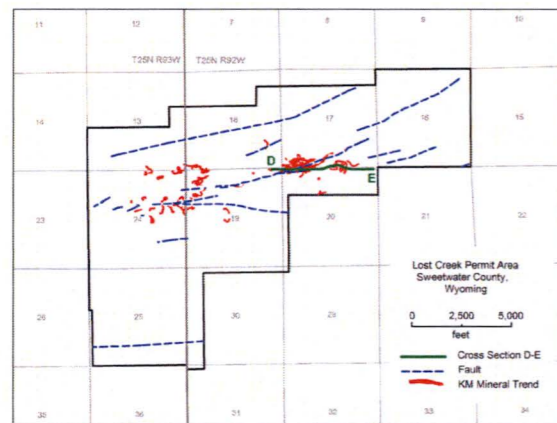 11 12 7 8 9 10
T25N R93W T25N R92W
14 13 18 17 16 15
D
E
23 24 20 21 22
Lost Creek Permit Area
Sweetwater County,
Wyoming
26 25 30 29
0 2,500 5,000
feet
Cross Section D-E
Fault
KM Mineral Trend
35 36 31 32 33 34